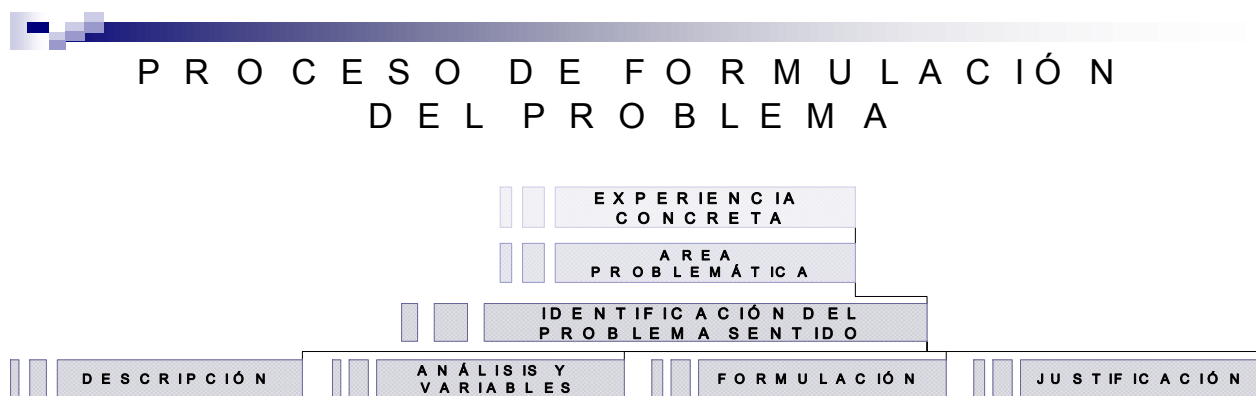 PROCESO DE FORMULACIÓN
DEL PROBLEMA
EXPERIENCIA
CONCRETA
AREA
PROBLEMÁTICA
IDENTIFICACIÓN DEL
PROBLEMA SENTIDO
DESCRIPCIÓN
ANÁLISIS Y
VARIABLES
FORMULACIÓN
JUSTIFICACIÓN